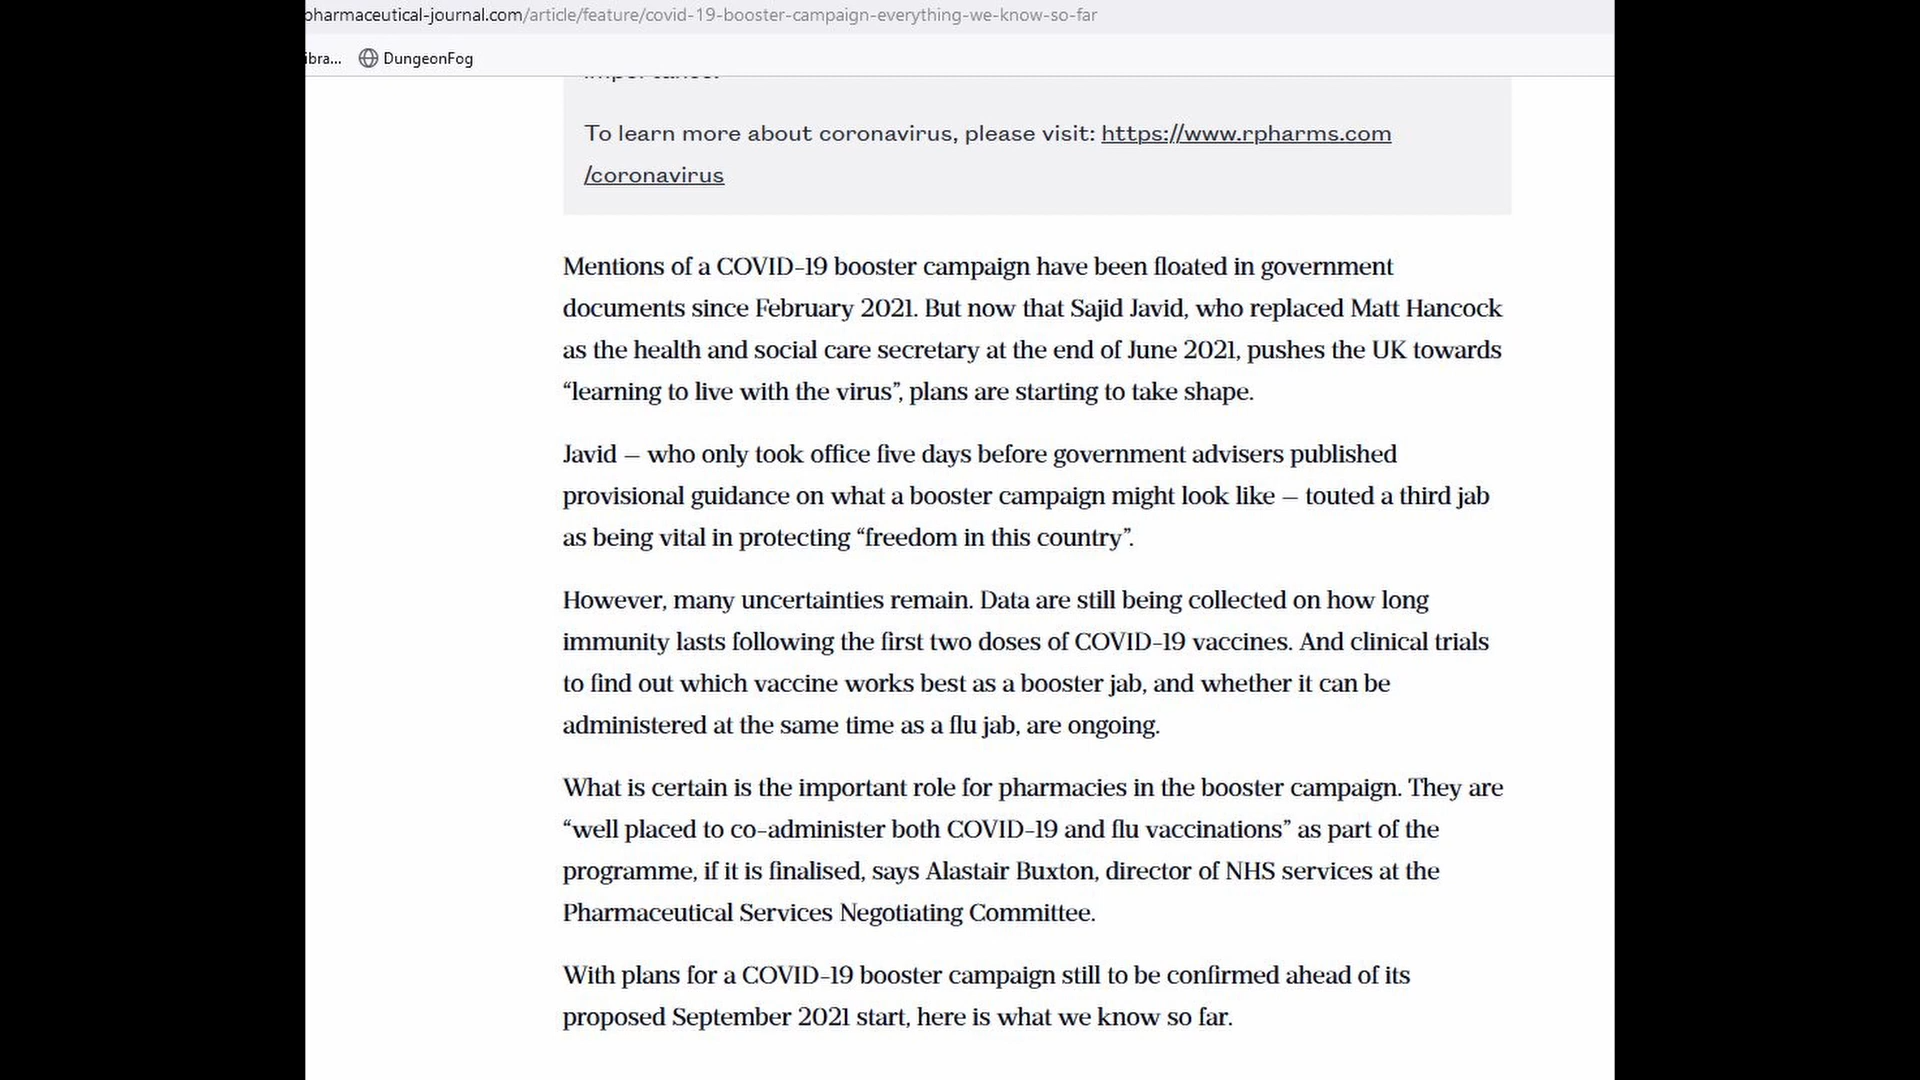 pharmaceutical-journal.com/article/feature/covid-19-booster-campaign-everything-we-know-so-far
ibra... DungeonFog
importance.
To learn more about coronavirus, please visit: https://www.rpharms.com
/coronavirus
Mentions of a COVID-19 booster campaign have been floated in government
documents since February 2021. But now that Sajid Javid, who replaced Matt Hancock
as the health and social care secretary at the end of June 2021, pushes the UK towards
“learning to live with the virus”, plans are starting to take shape.
Javid – who only took office five days before government advisers published
provisional guidance on what a booster campaign might look like – touted a third jab
as being vital in protecting “freedom in this country”.
However, many uncertainties remain. Data are still being collected on how long
immunity lasts following the first two doses of COVID-19 vaccines. And clinical trials
to find out which vaccine works best as a booster jab, and whether it can be
administered at the same time as a flu jab, are ongoing.
What is certain is the important role for pharmacies in the booster campaign. They are
“well placed to co-administer both COVID-19 and flu vaccinations” as part of the
programme, if it is finalised, says Alastair Buxton, director of NHS services at the
Pharmaceutical Services Negotiating Committee.
With plans for a COVID-19 booster campaign still to be confirmed ahead of its
proposed September 2021 start, here is what we know so far.